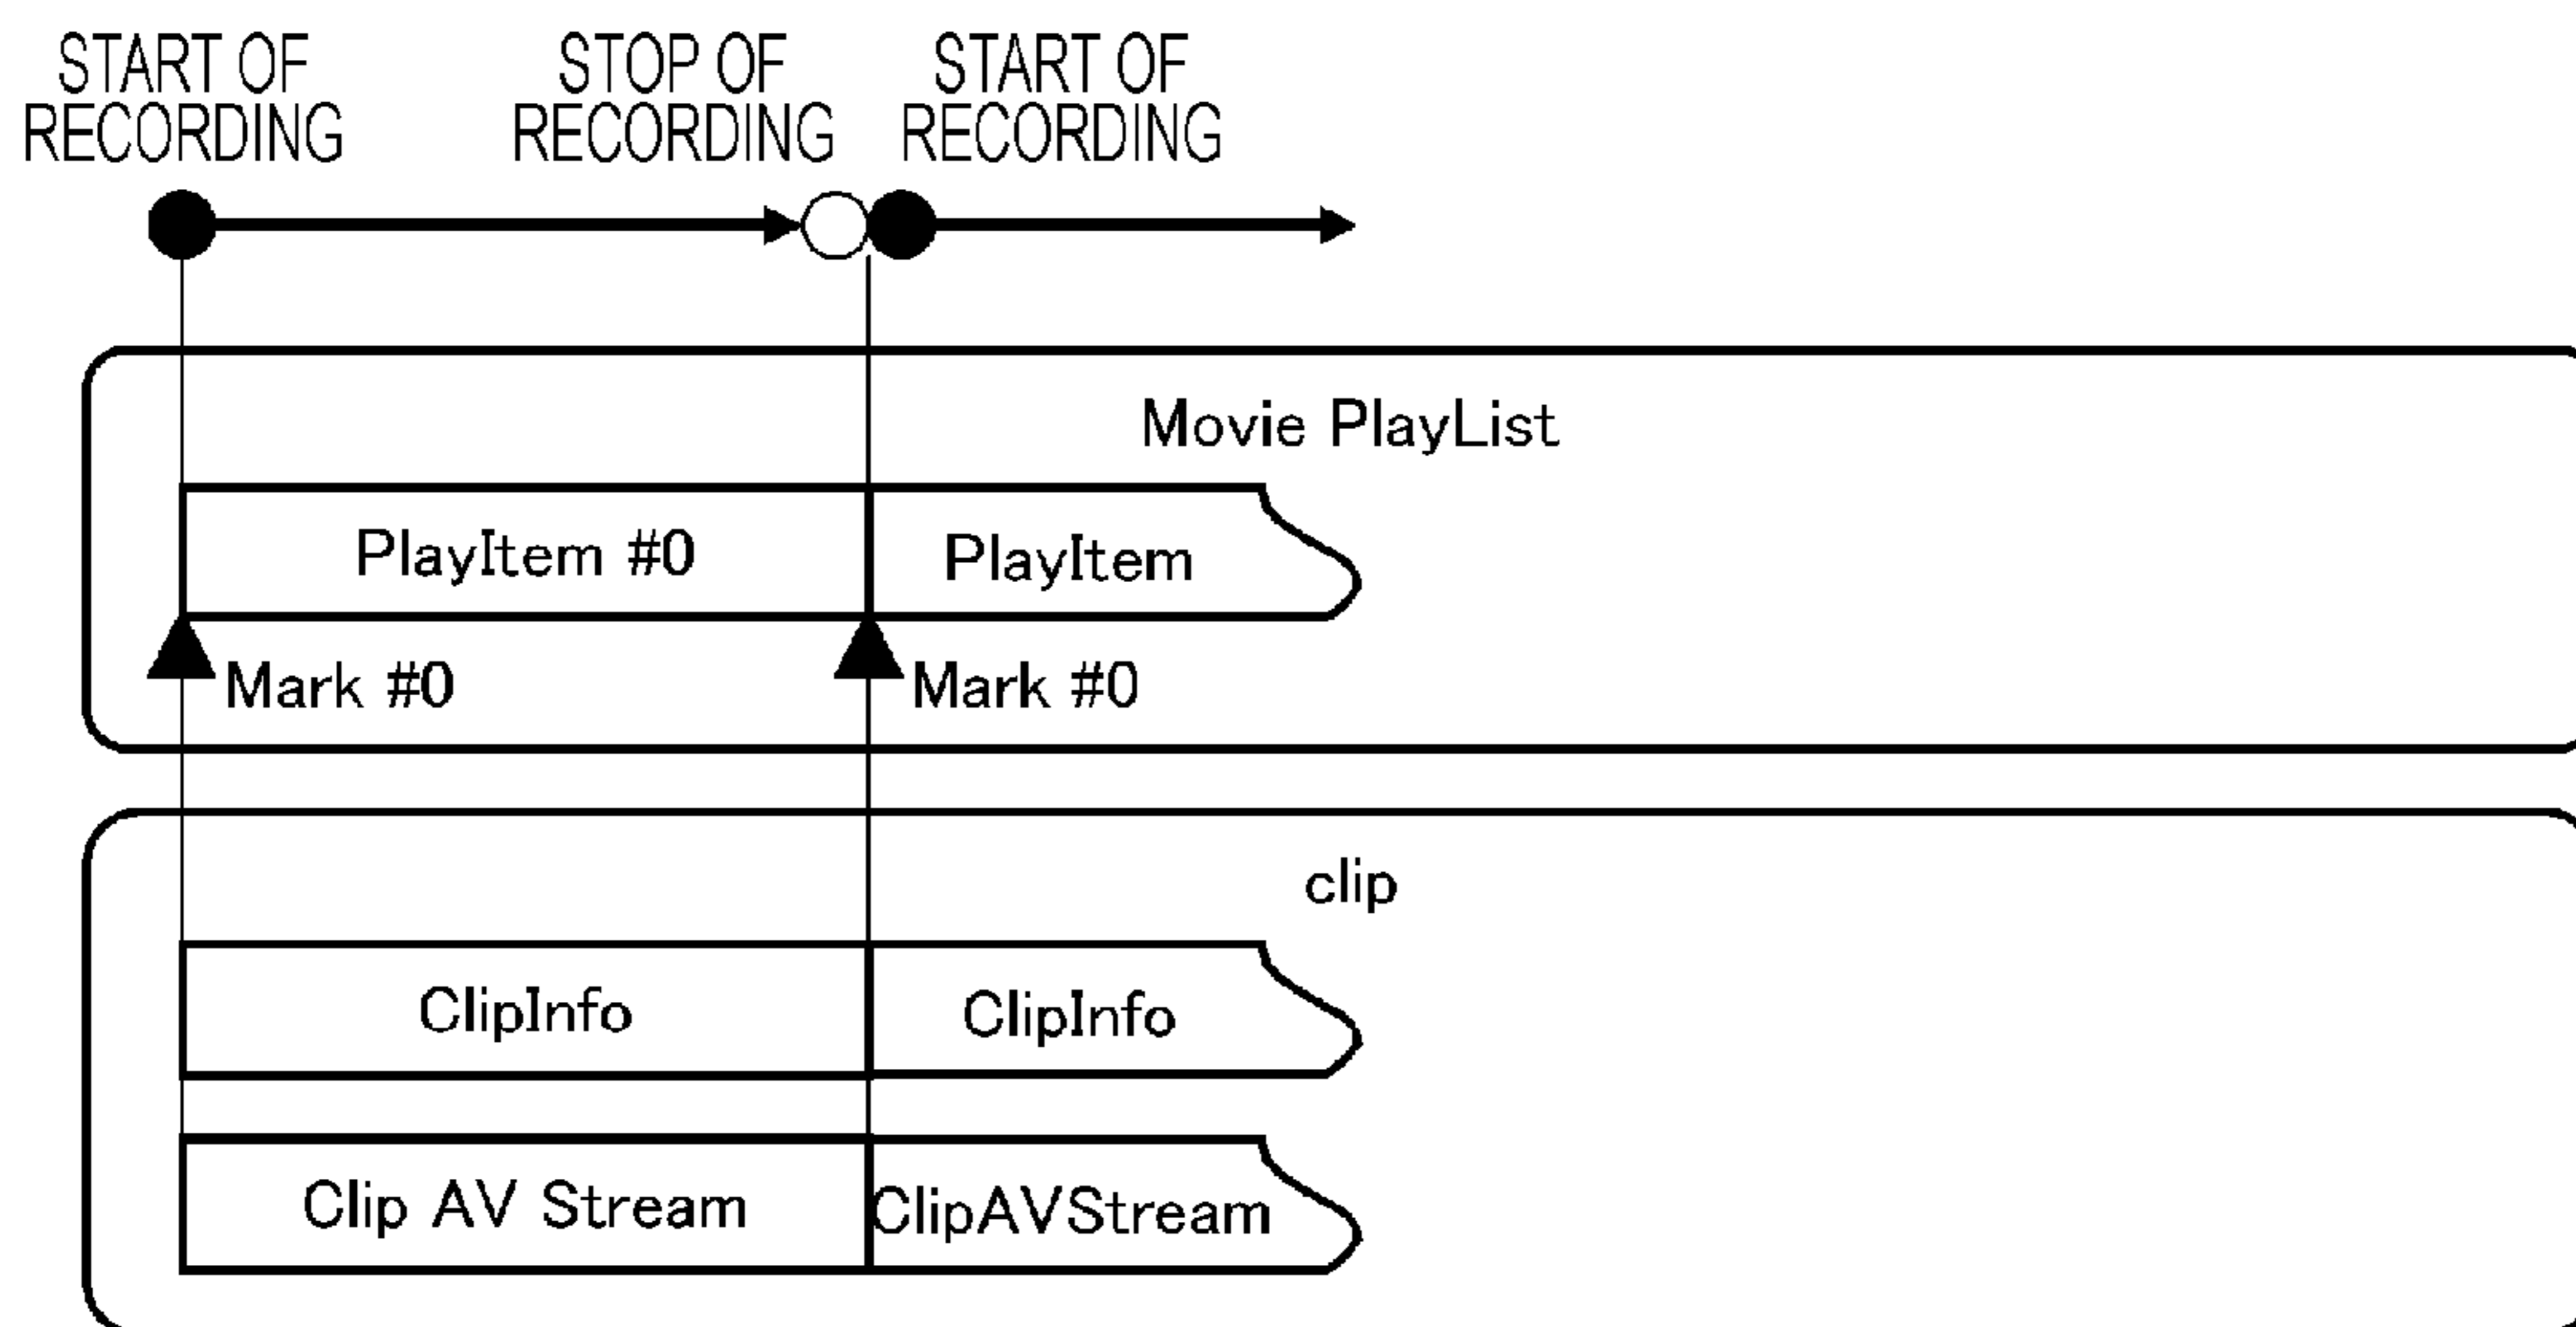 START OF
RECORDING
STOP OF
RECORDING
START OF
RECORDING
Movie PlayList
PlayItem #0
PlayItem
Mark #0
Mark #0
clip
ClipInfo
ClipInfo
Clip AV Stream
ClipAVStream